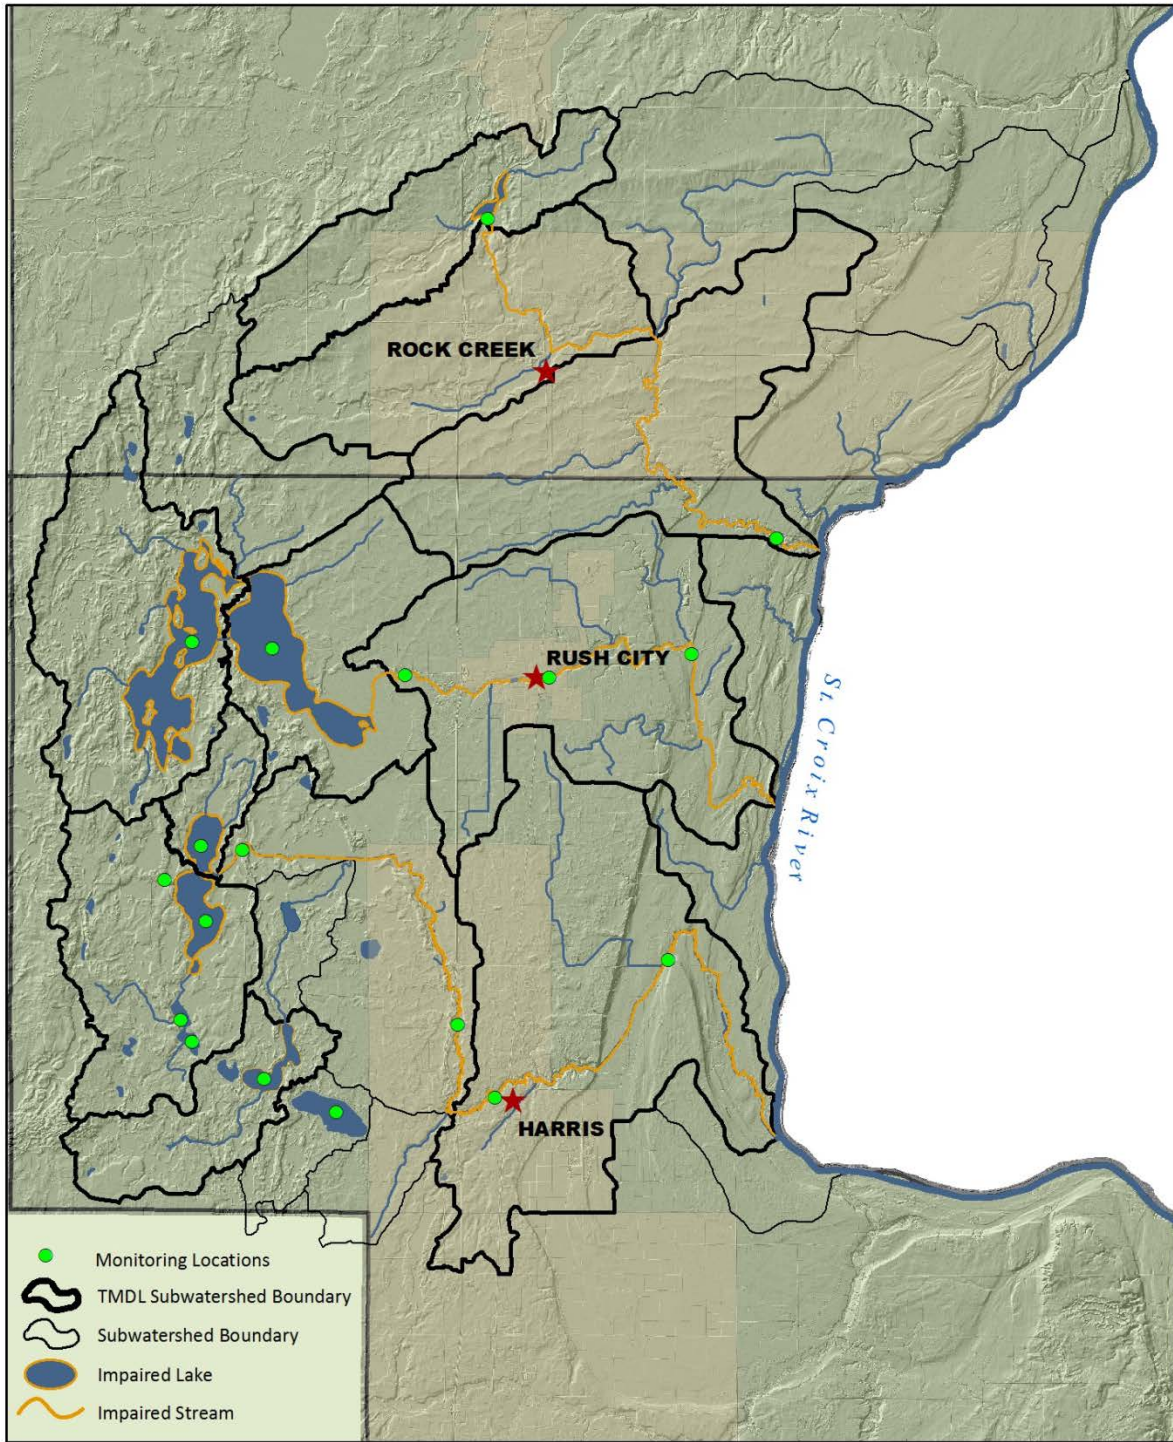 ROCK CREEK
RUSH CITY
St. Croix River
HARRIS
Monitoring Locations
TMDL Subwatershed Boundary
Subwatershed Boundary
Impaired Lake
Impaired Stream